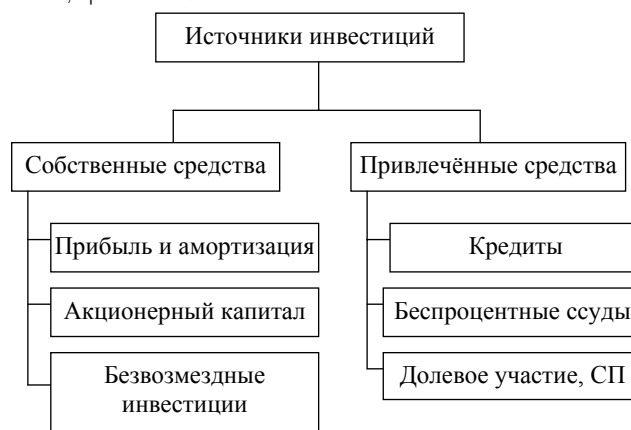 Источники инвестиций
Собственные средства
Привлечённые средства
Прибыль и амортизация
Кредиты
Акционерный капитал
Беспроцентные ссуды
Безвозмездные
инвестиции
Долевое участие, СП